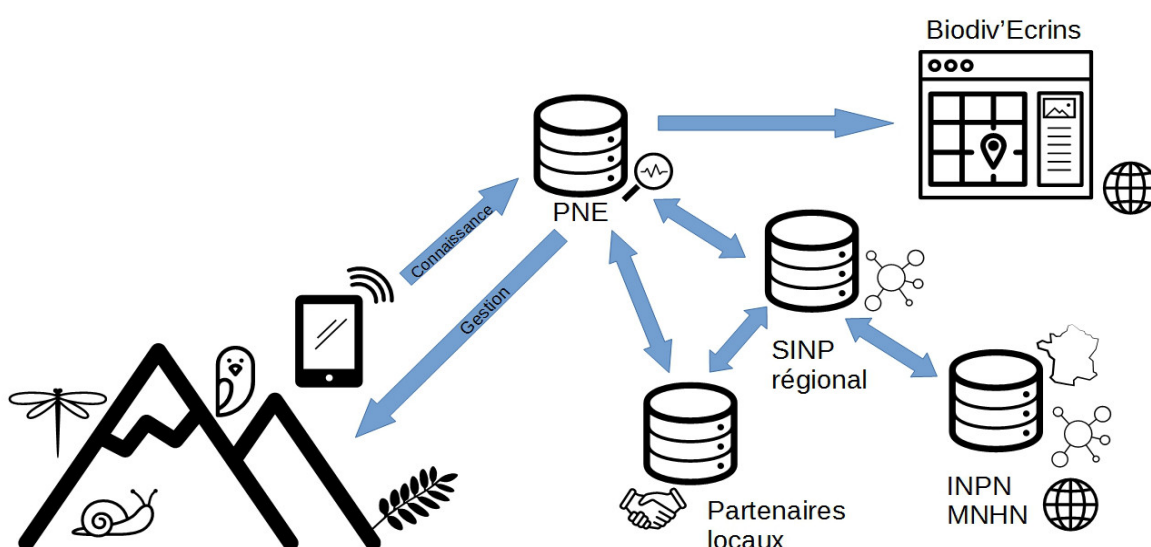 Biodiv'Ecrins
PNE
Connaissance
Gestion
SINP
régional
INPN
MNHN
Partenaires
locaux